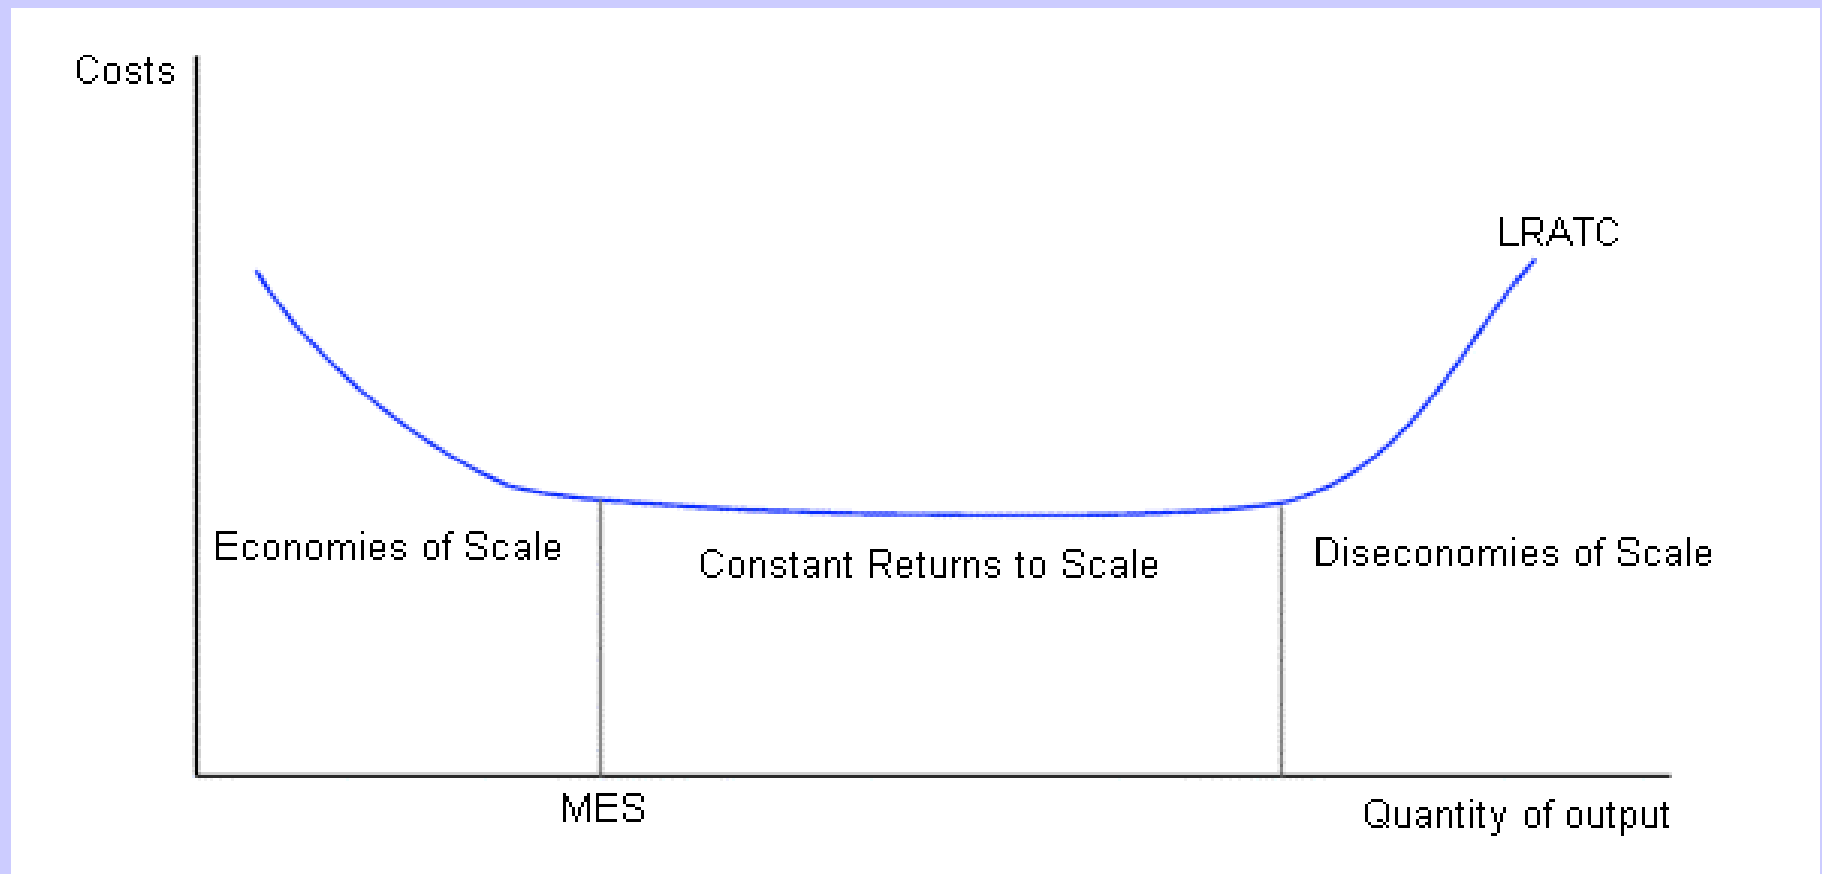 Costs
LRATC
Economies of Scale
Constant Returns to Scale
Diseconomies of Scale
MES
Quantity of output